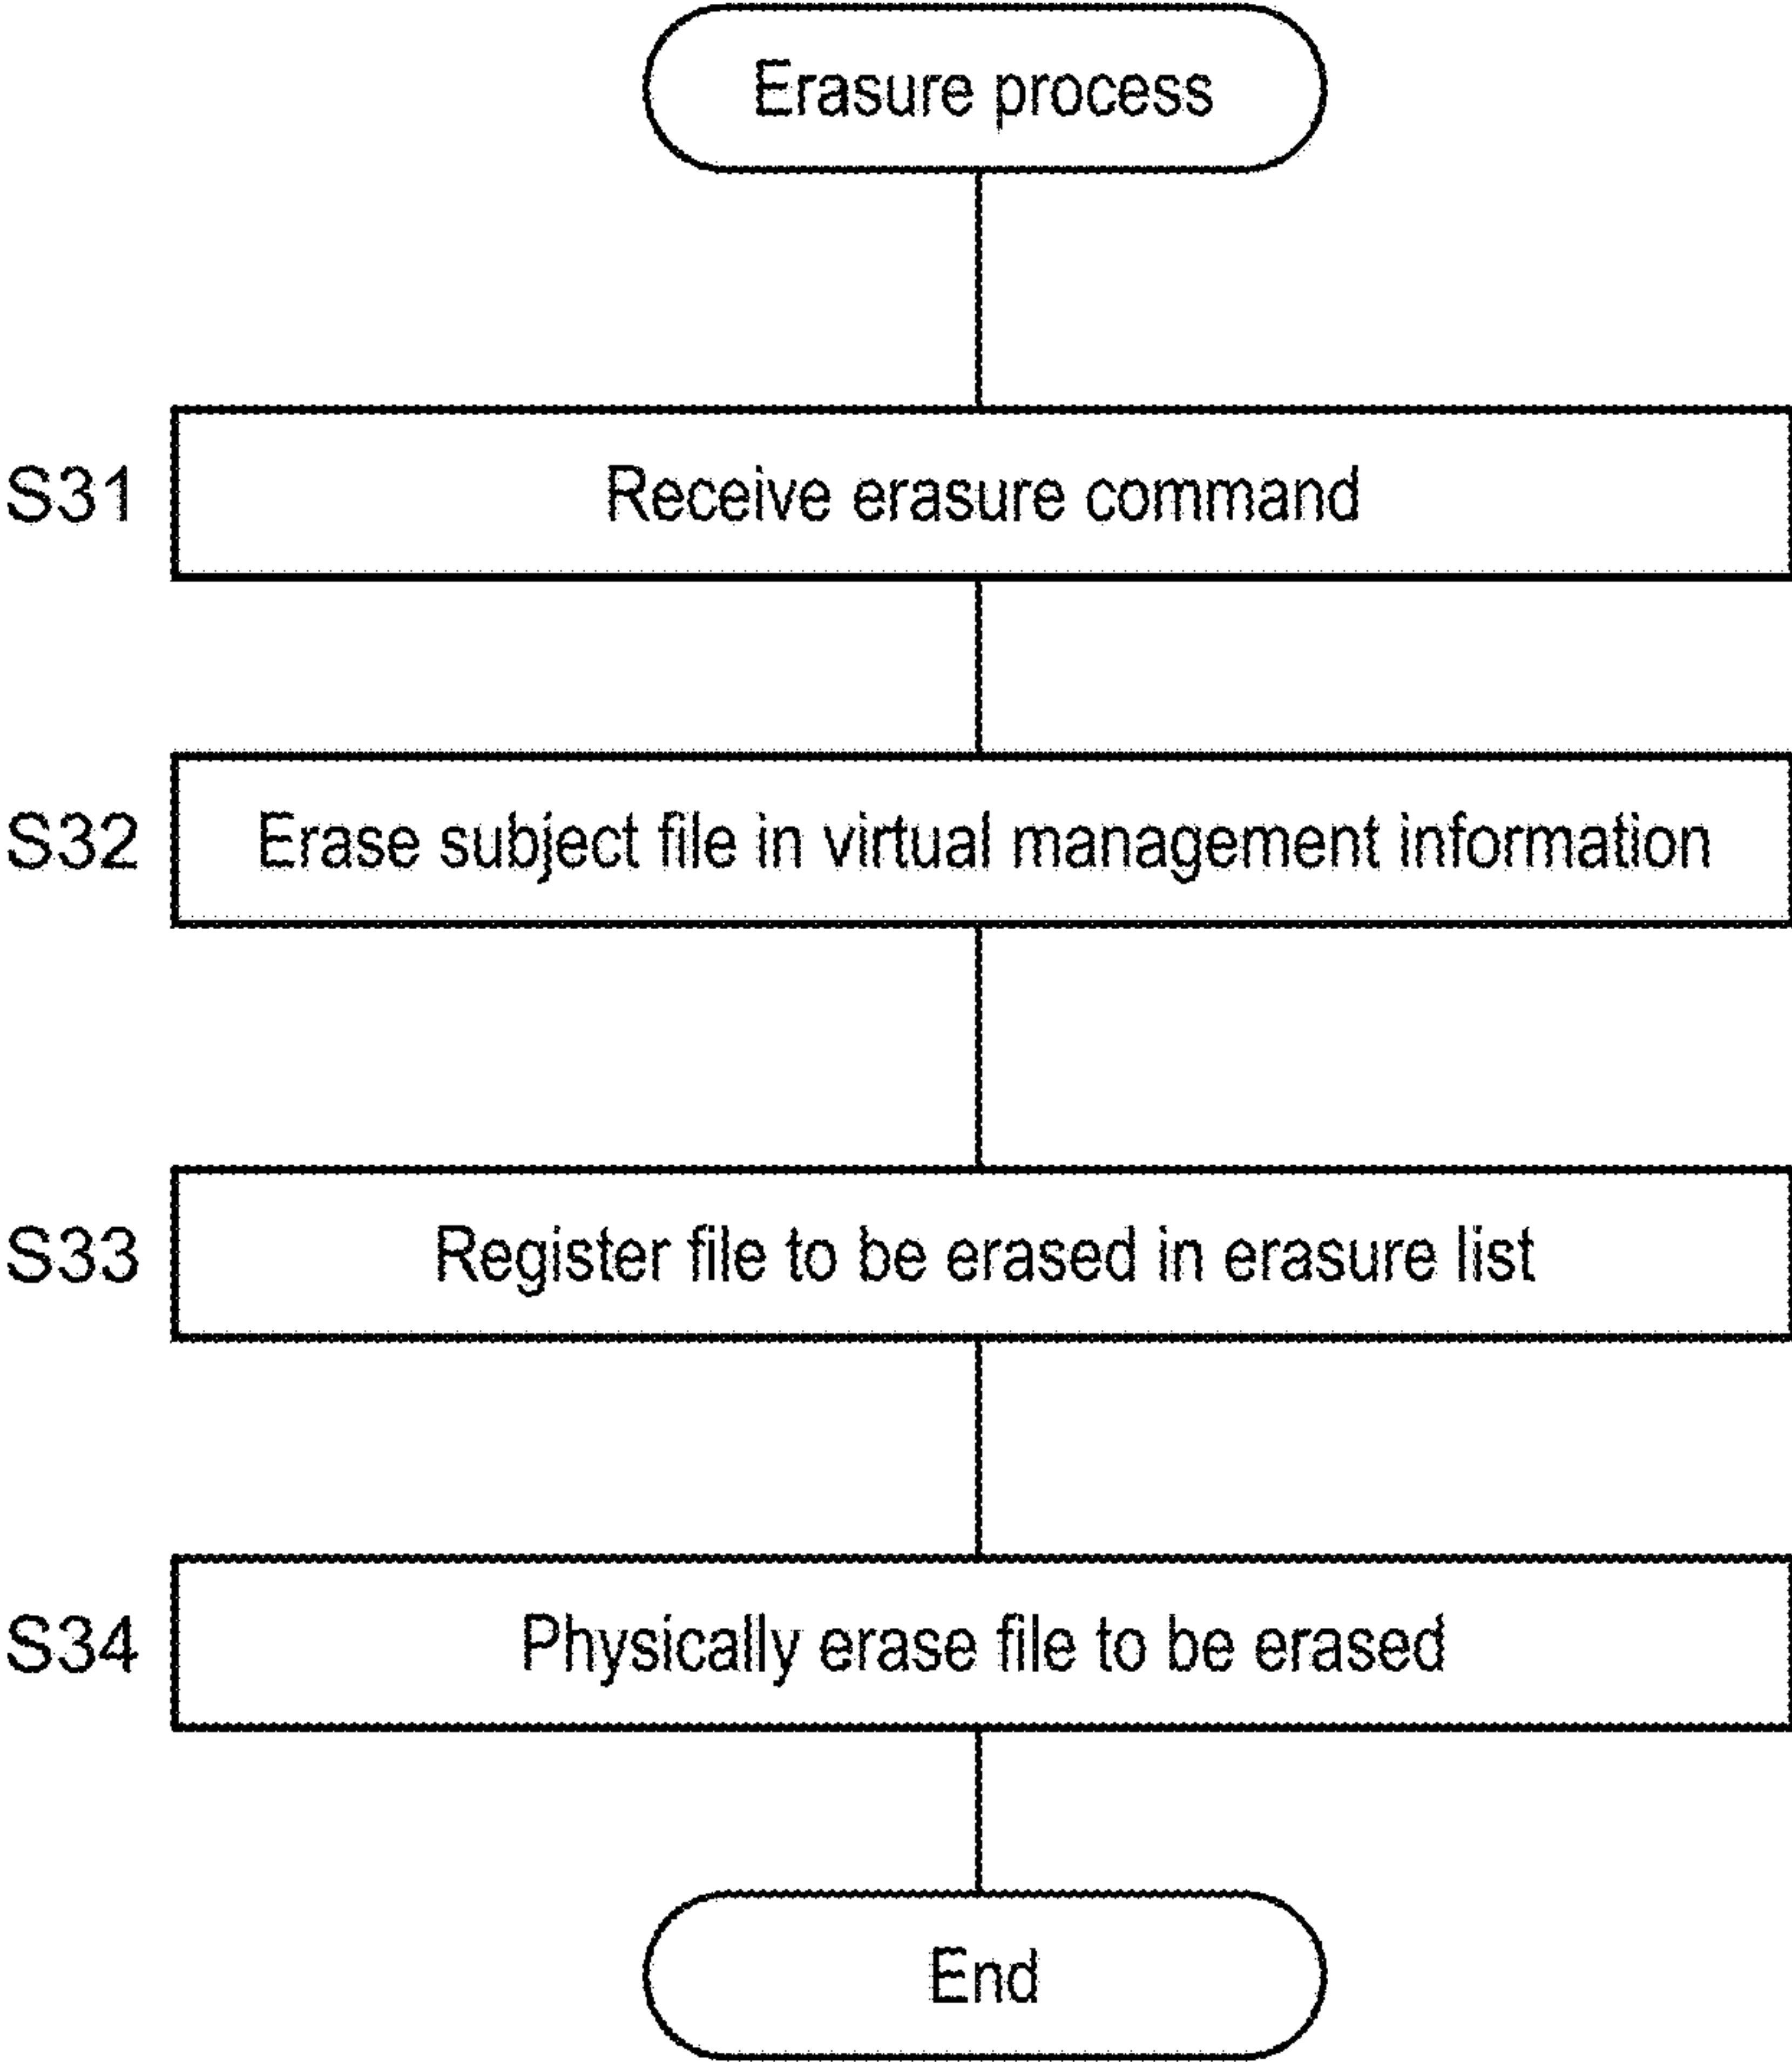 Erasure process
S31 Receive erasure command
S32 Erase subject file in virtual management information
S33 Register file to be erased in erasure list
S34 Physically erase file to be erased
End